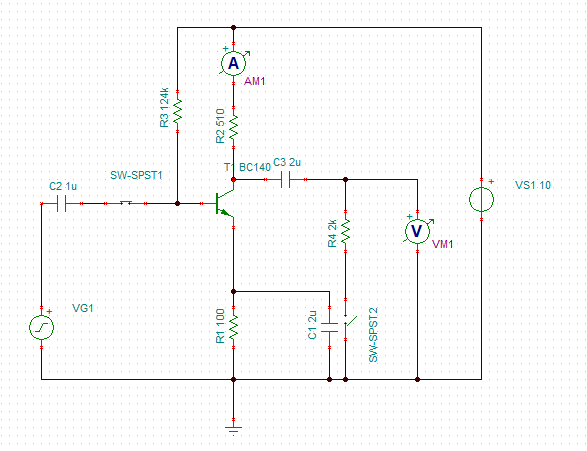 A
AM1
R3 124k
R2 510
T1 BC140
C3 2u
SW-SPST1
C2 1u
VS1 10
R4 2k
V
VM1
VG1
R1 100
C1 2u
SW-SPST2